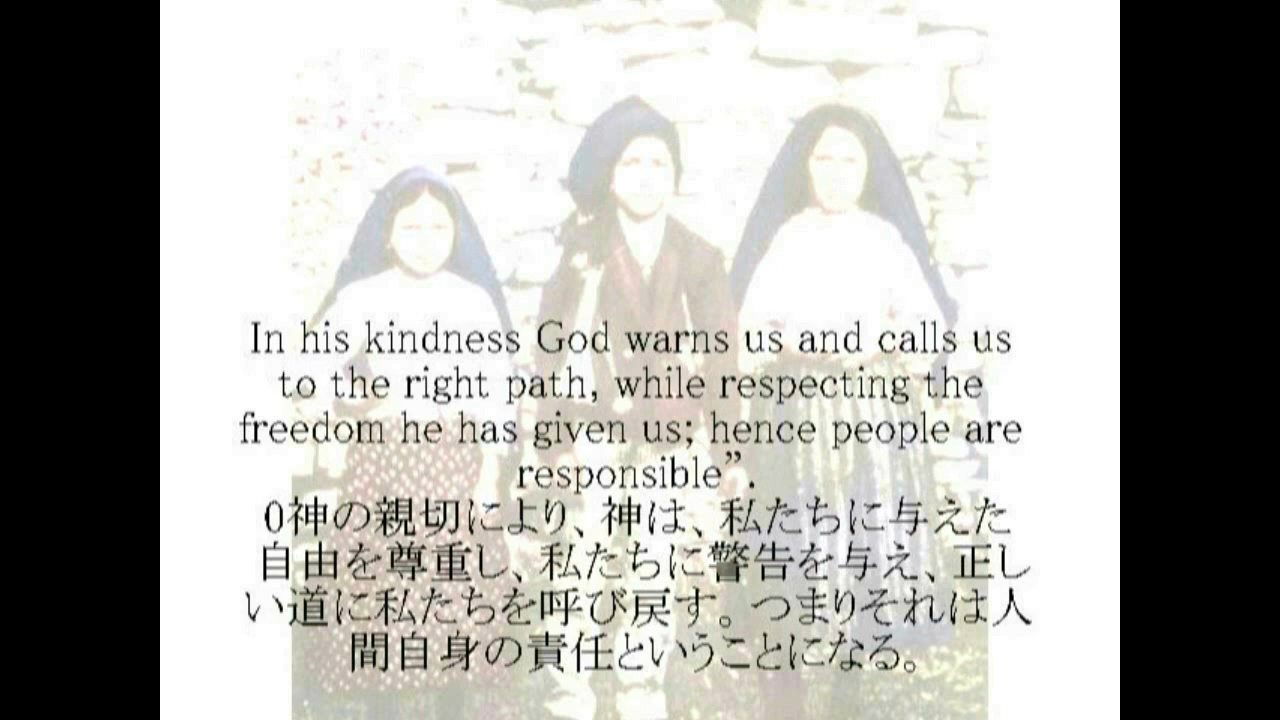 In his kindness God warns us and calls us
to the right path, while respecting the
freedom he has given us; hence people are
responsible”.
0神の親切により、神は、私たちに与えた
自由を尊重し、私たちに警告を与え、正し
い道に私たちを呼び戻す。つまりそれは人
間自身の責任ということになる。